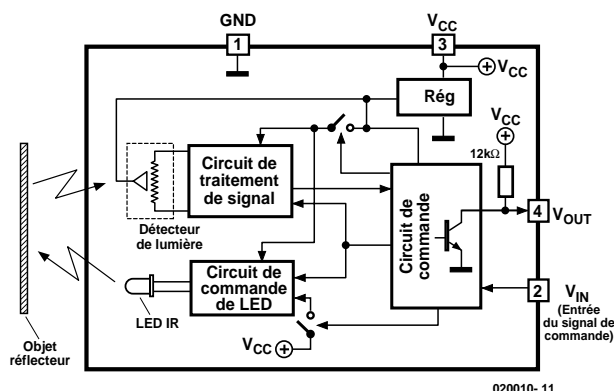 GND
1
VCC
3
VCC
Rég
VCC
12kΩ
Circuit de
traitement
de signal
Détecteur
de lumière
Circuit de
commande
4
VOUT
2
VIN
(Entrée
du signal de
commande)
Circuit de
commande
de LED
LED IR
VCC
Objet
réflecteur
020010- 11